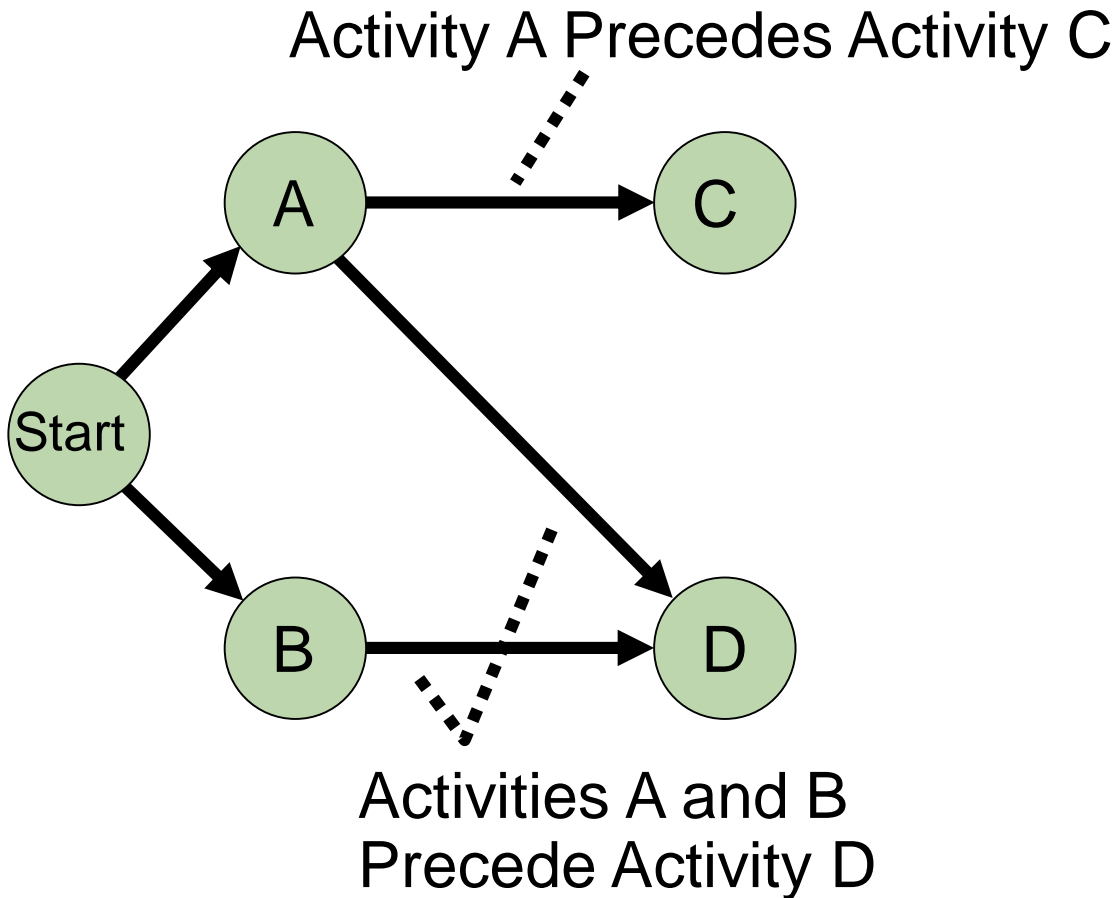 Activity A Precedes Activity C
A
C
Start
B
D
Activities A and B
Precede Activity D